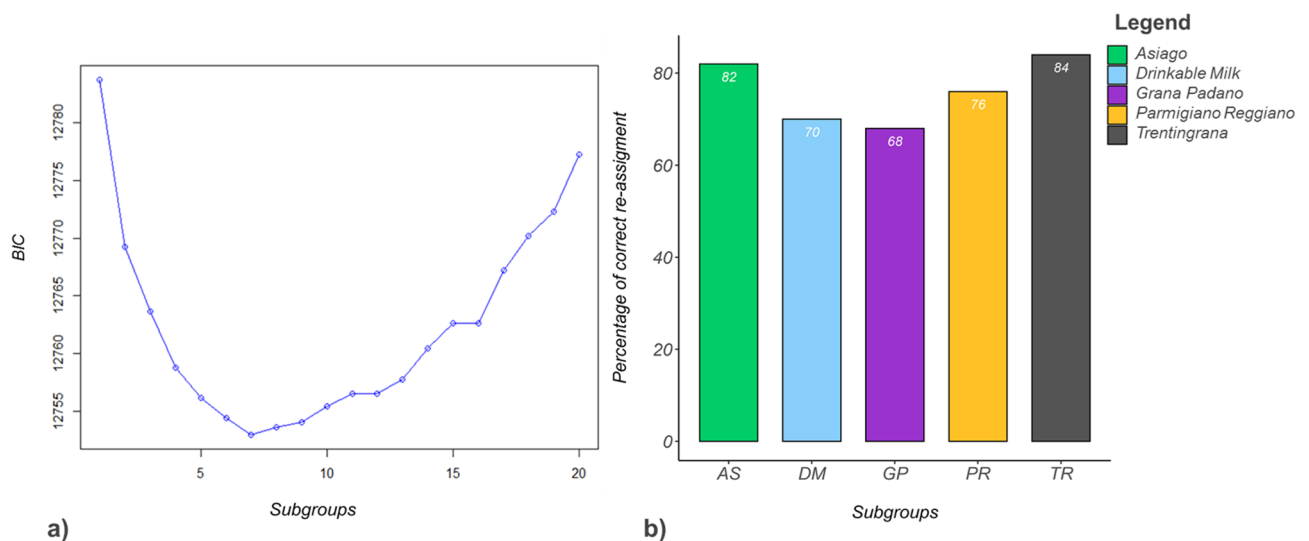 BIC
12780
12775
12770
12765
12760
12755
5
10
15
20
Subgroups
a)
Percentage of correct re-assigment
80
60
40
20
0
82
70
68
76
84
AS
DM
GP
PR
TR
Subgroups
b)
Legend
Asiago
Drinkable Milk
Grana Padano
Parmigiano Reggiano
Trentingrana